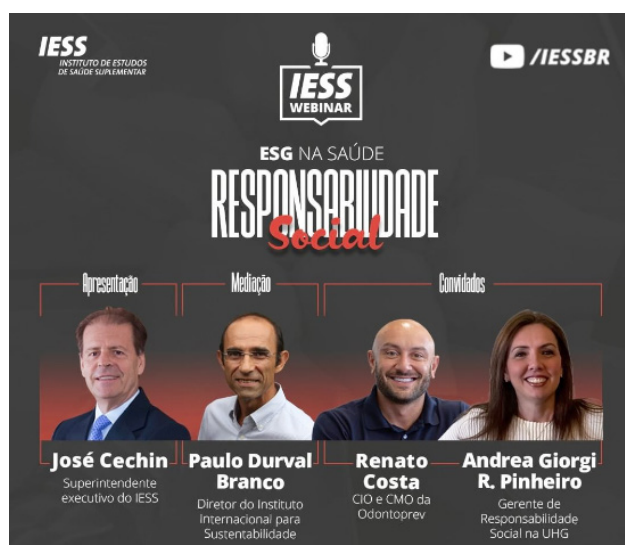 IESS
INSTITUTO DE ESTUDOS
DE SAÚDE SUPLEMENTAR
IESS
WEBINAR
/IESSBR
ESG NA SAÚDE
RESPONSABILIDADE
Social
Apresentação
Mediação
Convidados
José Cechin
Superintendente
executivo do IESS
Paulo Durval
Branco
Diretor do Instituto
Internacional para
Sustentabilidade
Renato
Costa
CIO e CMO da
Odontoprev
Andrea Giorgi
R. Pinheiro
Gerente de
Responsabilidade
Social na UHG